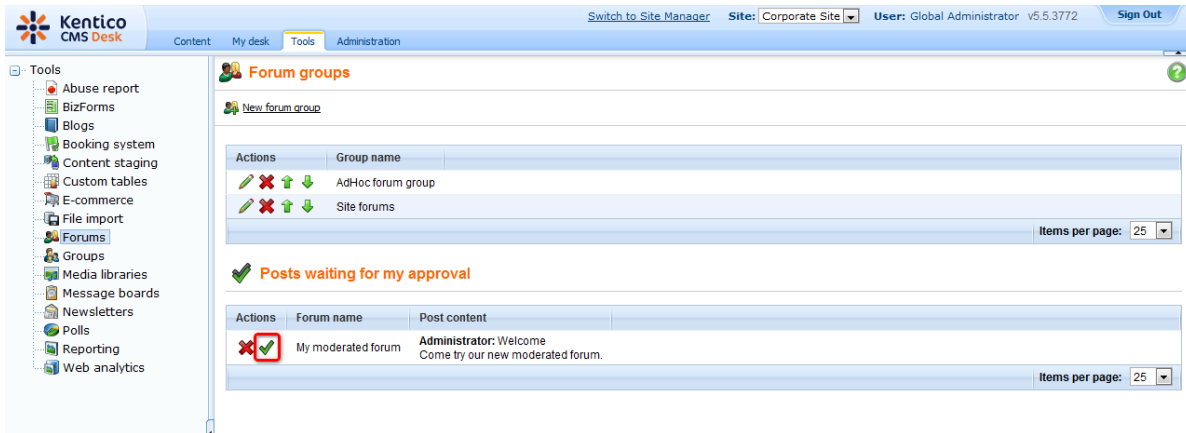 Kentico
CMS Desk
Switch to Site Manager Site: Corporate Site User: Global Administrator v5.5.3772 Sign Out
Content My desk Tools Administration
Tools
Abuse report
BizForms
Blogs
Booking system
Content staging
Custom tables
E-commerce
File import
Forums
Groups
Media libraries
Message boards
Newsletters
Polls
Reporting
Web analytics
Forum groups
?
New forum group
Actions Group name
AdHoc forum group
Site forums
Items per page: 25
Posts waiting for my approval
Actions Forum name Post content
My moderated forum Administrator: Welcome
Come try our new moderated forum.
Items per page: 25